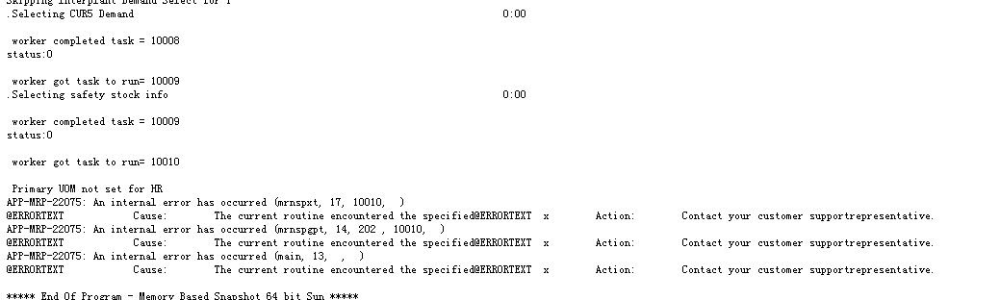 Skipping Interplant Demand Select for 1
.Selecting CUR5 Demand 0:00
worker completed task = 10008
status:0
worker got task to run= 10009
.Selecting safety stock info 0:00
worker completed task = 10009
status:0
worker got task to run= 10010
Primary UOM not set for HR
APP-MRP-22075: An internal error has occurred (mrnspxt, 17, 10010, )
@ERRORTEXT Cause: The current routine encountered the specified@ERRORTEXT x Action: Contact your customer supportrepresentative.
APP-MRP-22075: An internal error has occurred (mrnspgpt, 14, 202 , 10010, )
@ERRORTEXT Cause: The current routine encountered the specified@ERRORTEXT x Action: Contact your customer supportrepresentative.
APP-MRP-22075: An internal error has occurred (main, 13, , )
@ERRORTEXT Cause: The current routine encountered the specified@ERRORTEXT x Action: Contact your customer supportrepresentative.
***** End Of Program - Memory Based Snapshot 64 bit Sun *****